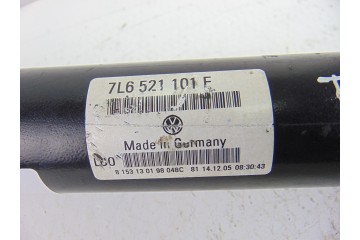 7L6 521 101 F
Made in Germany
8 153 13 01 98 048C 01 14.12.05 08:30:43